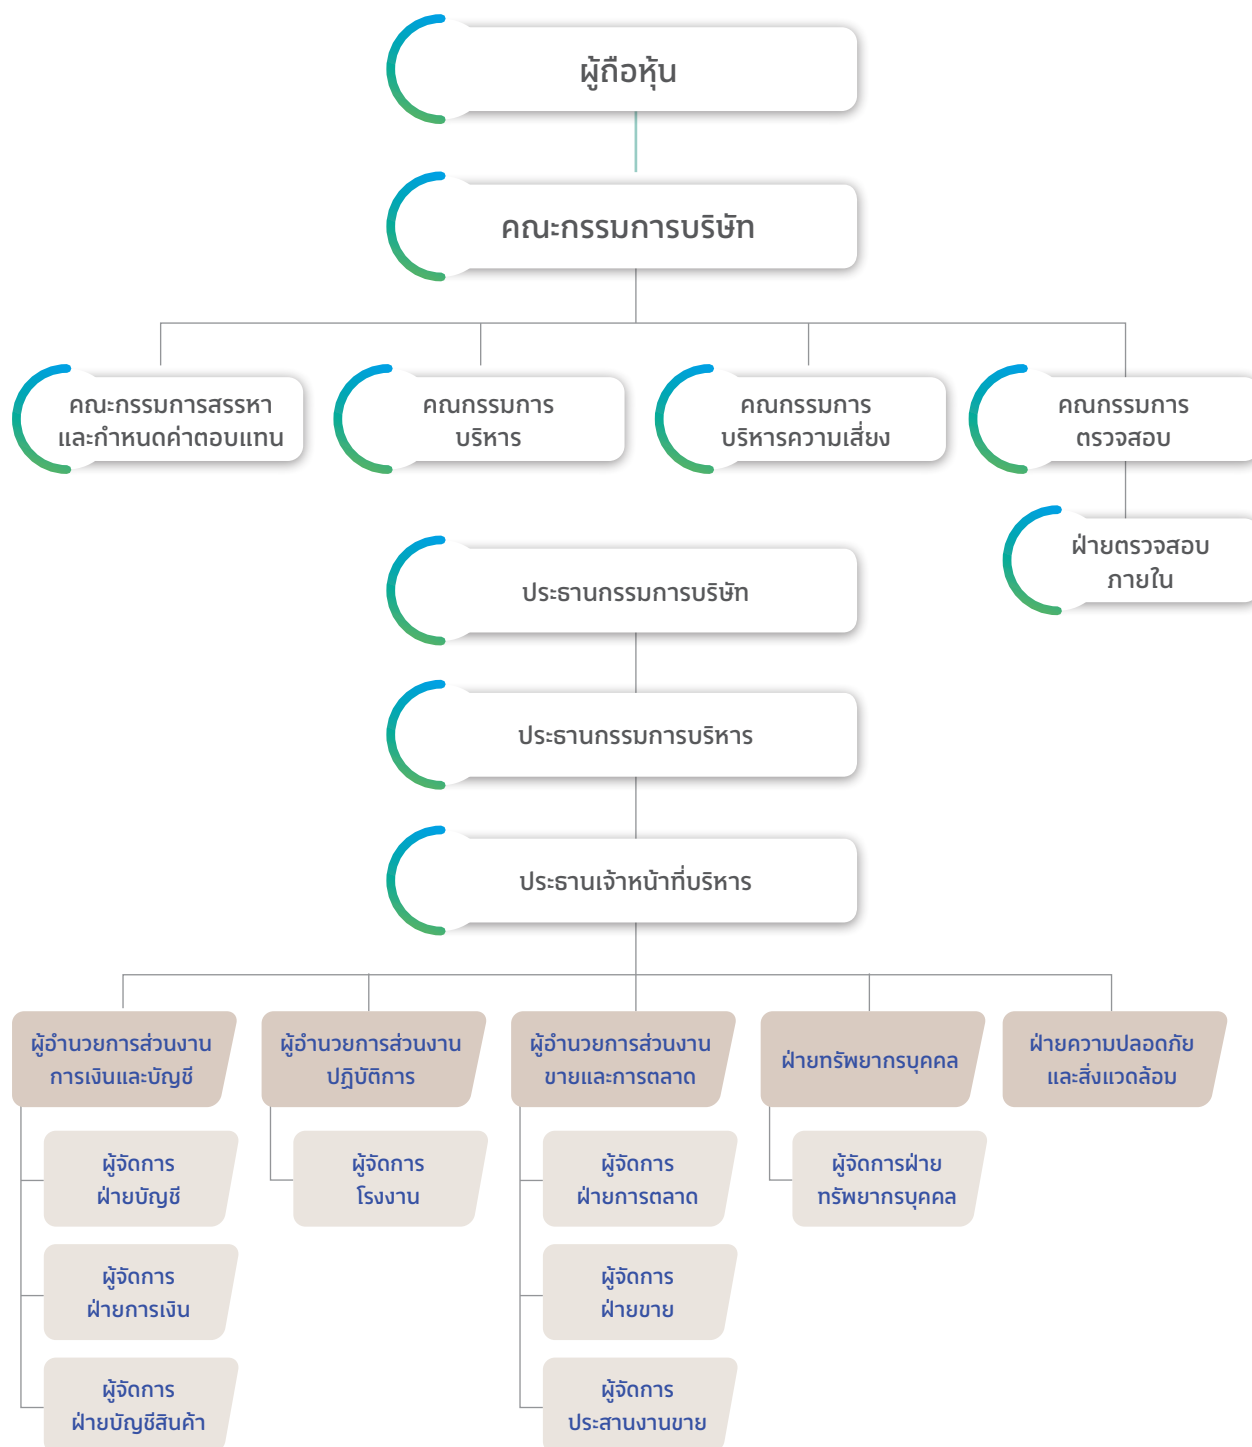 ผู้ถือหุ้น
คณะกรรมการบริษัท
คณะกรรมการสรรหา
และกำหนดค่าตอบแทน
คณกรรมการ
บริหาร
คณกรรมการ
บริหารความเสี่ยง
คณกรรมการ
ตรวจสอบ
ฝ่ายตรวจสอบ
ภายใน
ประธานกรรมการบริษัท
ประธานกรรมการบริหาร
ประธานเจ้าหน้าที่บริหาร
ผู้อำนวยการส่วนงาน
การเงินและบัญชี
ผู้อำนวยการส่วนงาน
ปฏิบัติการ
ผู้อำนวยการส่วนงาน
ขายและการตลาด
ฝ่ายทรัพยากรบุคคล
ฝ่ายความปลอดภัย
และสิ่งแวดล้อม
ผู้จัดการ
ฝ่ายบัญชี
ผู้จัดการ
โรงงาน
ผู้จัดการ
ฝ่ายการตลาด
ผู้จัดการฝ่าย
ทรัพยากรบุคคล
ผู้จัดการ
ฝ่ายการเงิน
ผู้จัดการ
ฝ่ายขาย
ผู้จัดการ
ฝ่ายบัญชีสินค้า
ผู้จัดการ
ประสานงานขาย